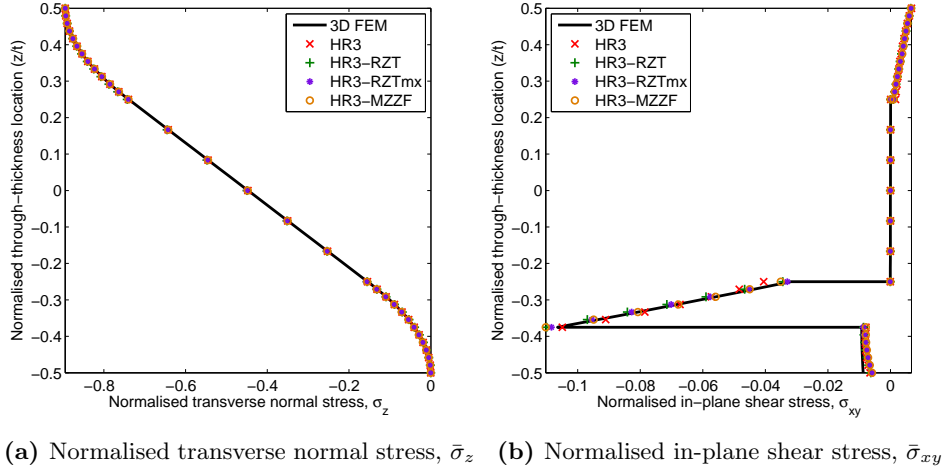 0.5
0.4
0.3
0.2
0.1
0
−0.1
−0.2
−0.3
−0.4
−0.5
Normalised through−thickness location (z/t)
3D FEM
HR3
HR3−RZT
HR3−RZTmx
HR3−MZZF
−0.8 −0.6 −0.4 −0.2 0
Normalised transverse normal stress, σz
0.5
0.4
0.3
0.2
0.1
0
−0.1
−0.2
−0.3
−0.4
−0.5
Normalised through−thickness location (z/t)
3D FEM
HR3
HR3−RZT
HR3−RZTmx
HR3−MZZF
−0.1 −0.08 −0.06 −0.04 −0.02 0
Normalised in−plane shear stress, σxy
(a) Normalised transverse normal stress, σ̄z
(b) Normalised in-plane shear stress, σ̄xy